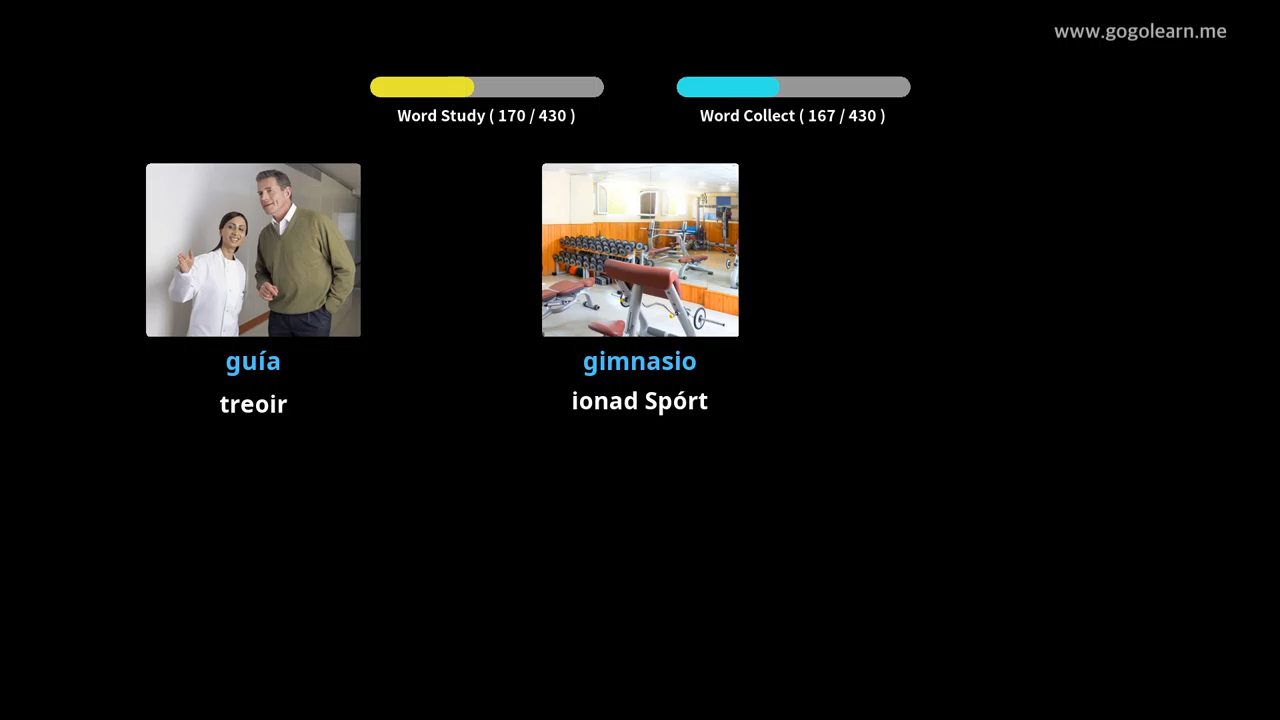 www.gogolearn.me
Word Study ( 170 / 430 )
Word Collect ( 167 / 430 )
guía
treoir
gimnasio
ionad Spórt